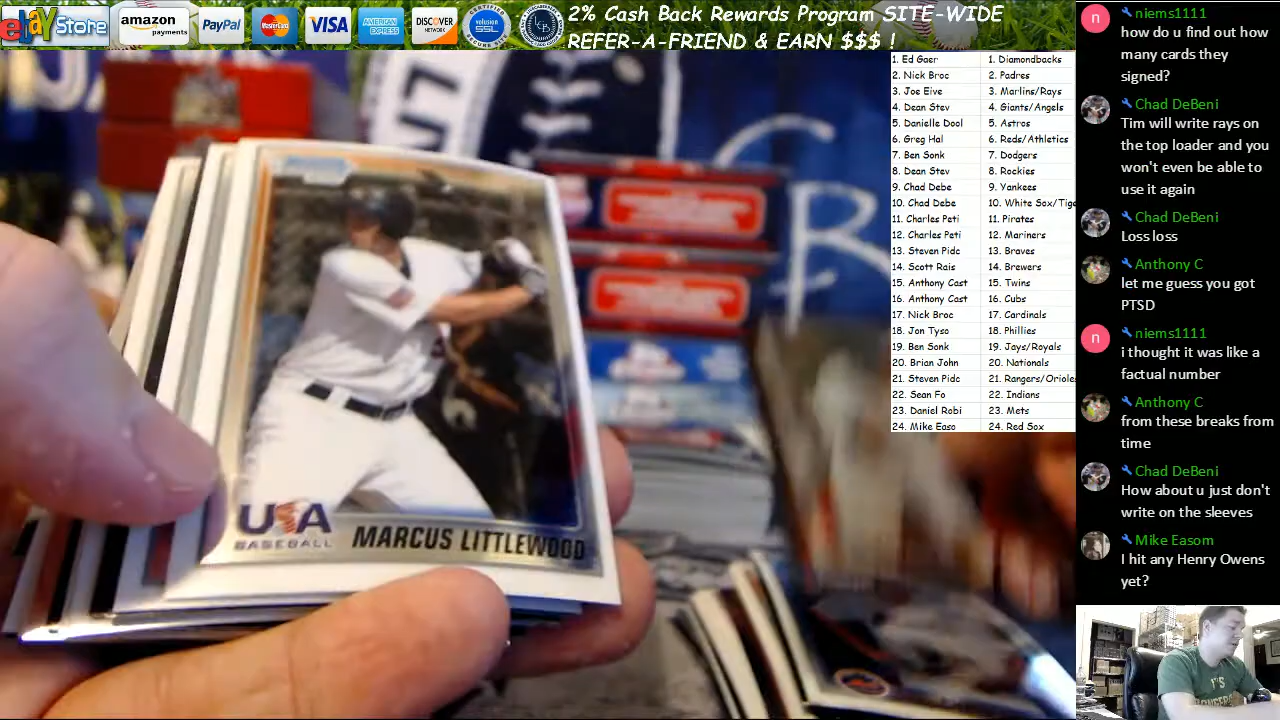 ebay Store
amazon
payments
PayPal
MasterCard
VISA
AMERICAN
EXPRESS
DISCOVER
NETWORK
volusion
SSL
2% Cash Back Rewards Program SITE-WIDE
REFER-A-FRIEND & EARN $$$ !
1. Ed Gaer 1. Diamondbacks
2. Nick Broc 2. Padres
3. Joe Eive 3. Marlins/Rays
4. Dean Stev 4. Giants/Angels
5. Danielle Dool 5. Astros
6. Greg Hal 6. Reds/Athletics
7. Ben Sonk 7. Dodgers
8. Dean Stev 8. Rockies
9. Chad Debe 9. Yankees
10. Chad Debe 10. White Sox/Tige
11. Charles Peti 11. Pirates
12. Charles Peti 12. Mariners
13. Steven Pidc 13. Braves
14. Scott Rais 14. Brewers
15. Anthony Cast 15. Twins
16. Anthony Cast 16. Cubs
17. Nick Broc 17. Cardinals
18. Jon Tyso 18. Phillies
19. Ben Sonk 19. Jays/Royals
20. Brian John 20. Nationals
21. Steven Pidc 21. Rangers/Oriole
22. Sean Fo 22. Indians
23. Daniel Robi 23. Mets
24. Mike Easo 24. Red Sox
USA
BASEBALL
MARCUS LITTLEWOOD
n
niems1111
how do u find out how
many cards they
signed?
Chad DeBeni
Tim will write rays on
the top loader and you
won't even be able to
use it again
Chad DeBeni
Loss loss
Anthony C
let me guess you got
PTSD
n
niems1111
i thought it was like a
factual number
Anthony C
from these breaks from
time
Chad DeBeni
How about u just don't
write on the sleeves
Mike Easom
I hit any Henry Owens
yet?